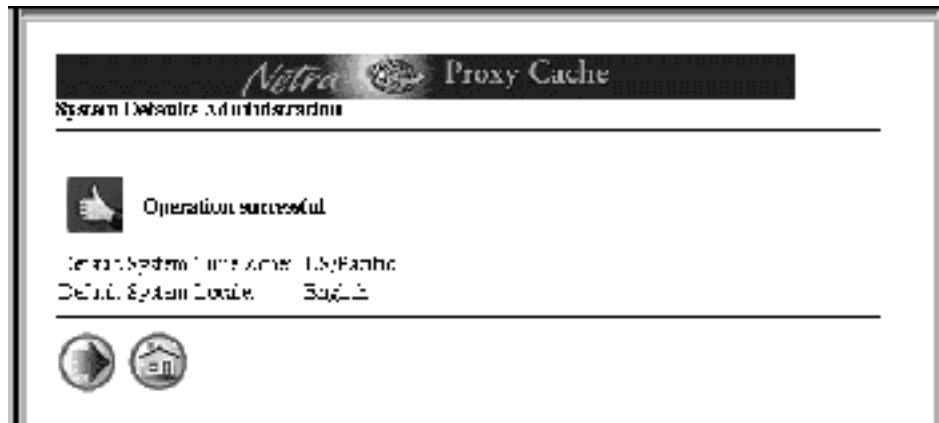 Netra Proxy Cache
System Defaults Administration
Operation successful
Default System Time Zone: US/Pacific
Default System Locale: English